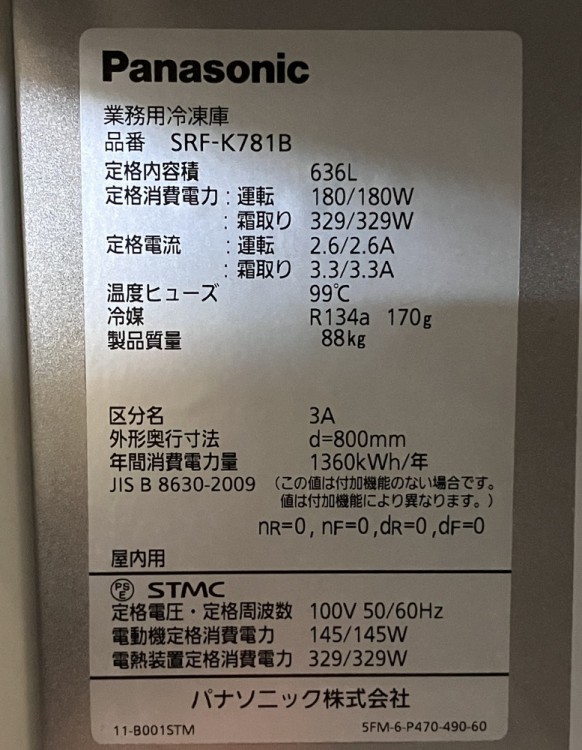 Panasonic
業務用冷凍庫
品番 SRF-K781B
定格内容積 636L
定格消費電力:運転 180/180W
:霜取り 329/329W
定格電流 :運転 2.6/2.6A
:霜取り 3.3/3.3A
温度ヒューズ 99℃
冷媒 R134a 170g
製品質量 88kg
区分名 3A
外形奥行寸法 d=800mm
年間消費電力量 1360kWh/年
JIS B 8630-2009 (この値は付加機能のない場合です。
値は付加機能により異なります。)
nR=0, nF=0,dR=0,dF=0
屋内用
PSE STMC
定格電圧・定格周波数 100V 50/60Hz
電動機定格消費電力 145/145W
電熱装置定格消費電力 329/329W
パナソニック株式会社
11-B001STM 5FM-6-P470-490-60